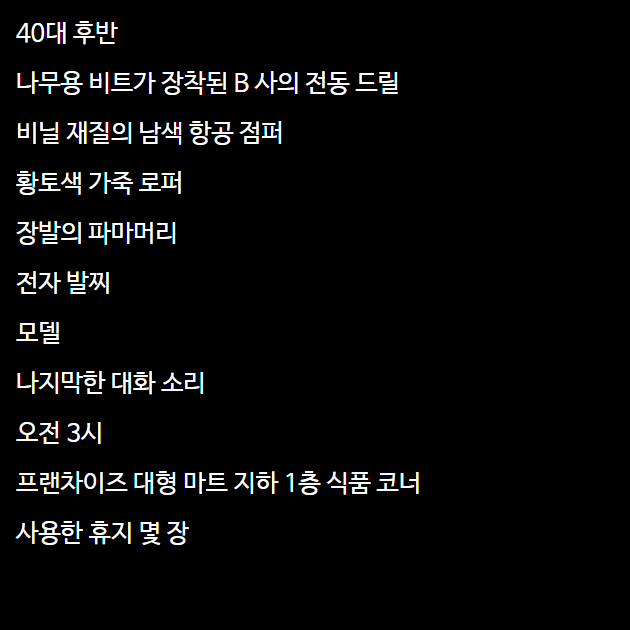 40대 후반
나무용 비트가 장착된 B 사의 전동 드릴
비닐 재질의 남색 항공 점퍼
황토색 가죽 로퍼
장발의 파마머리
전자 발찌
모델
나지막한 대화 소리
오전 3시
프랜차이즈 대형 마트 지하 1층 식품 코너
사용한 휴지 몇 장